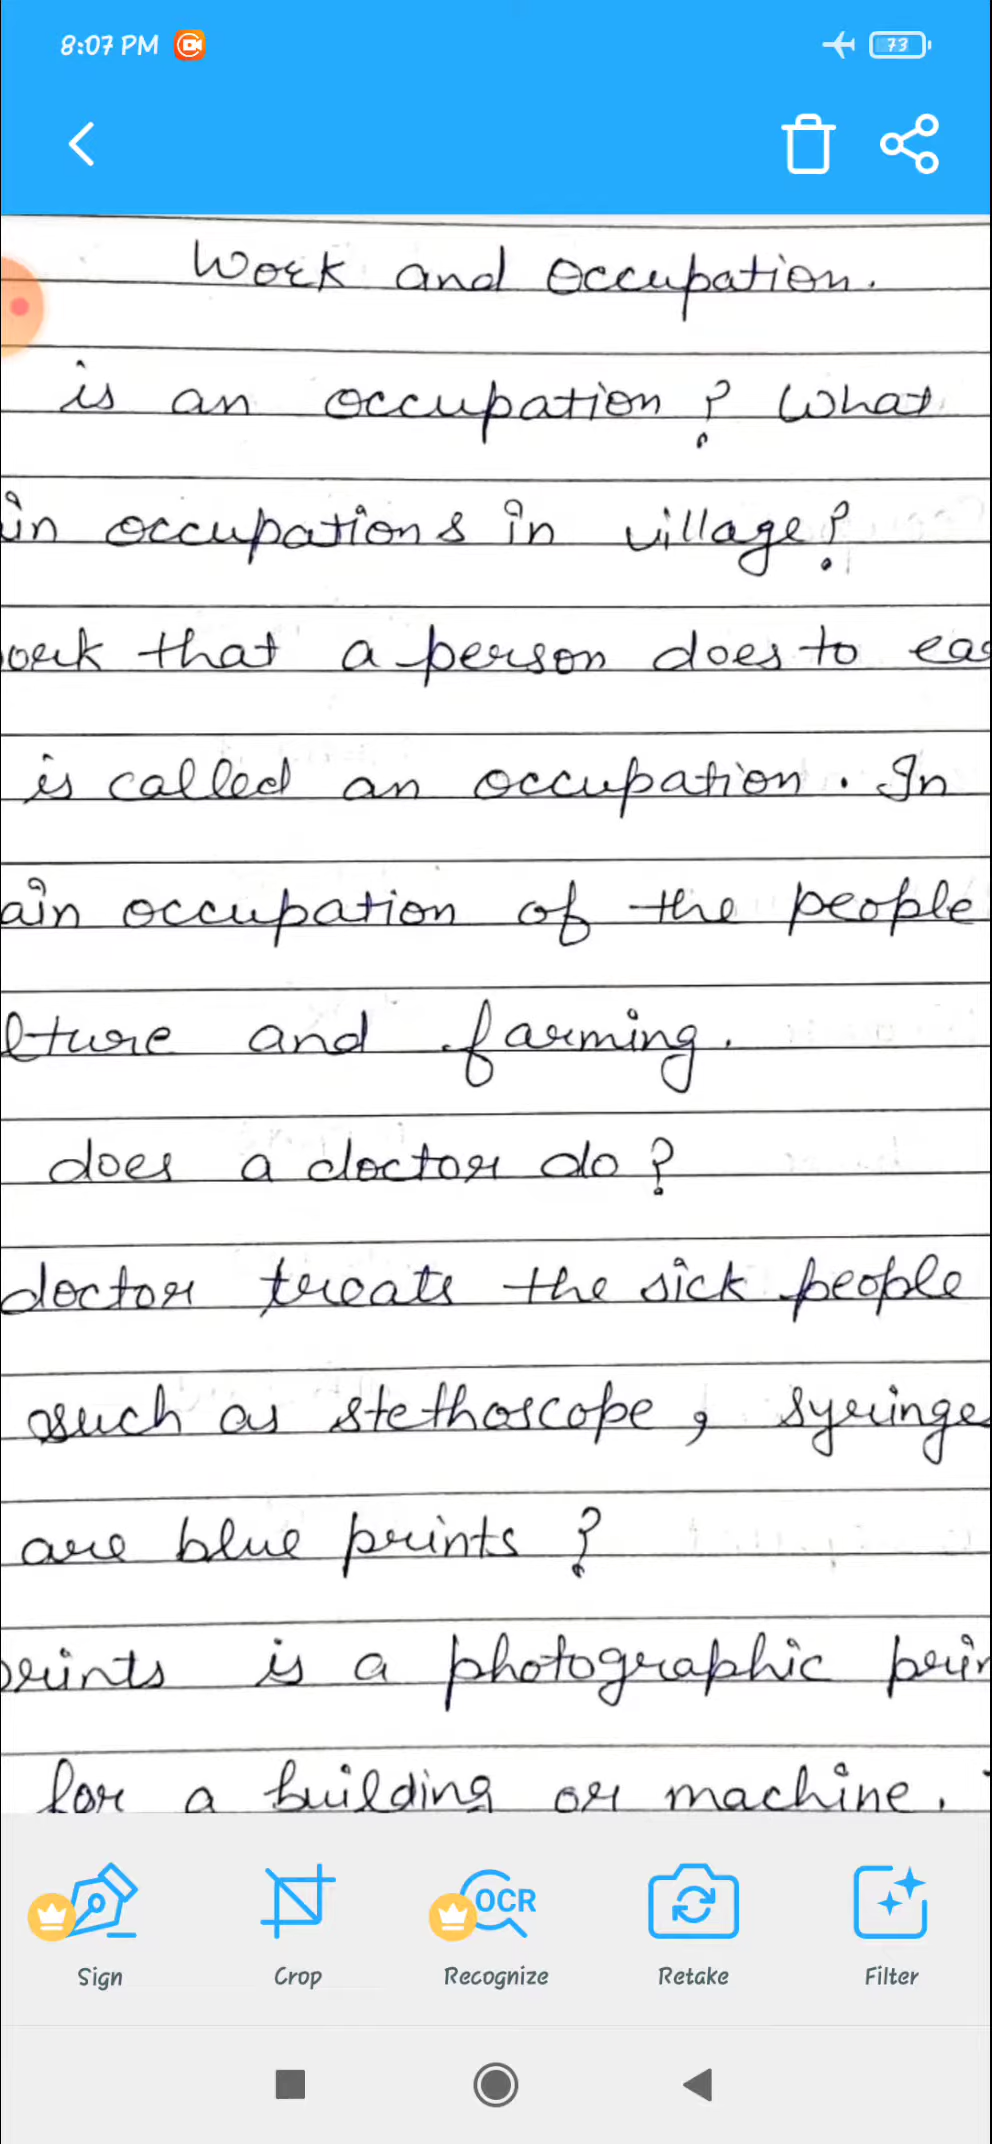 8:07 PM
73
Work and Occupation.
is an occupation? What
in occupations in village?
ork that a person does to ea
is called an occupation. In
ain occupation of the people
lture and farming.
does a doctor do?
doctor treats the sick people
such as stethoscope, syringe
are blue prints?
rints is a photographic prin
for a building or machine.
OCR
Sign
Crop
Recognize
Retake
Filter